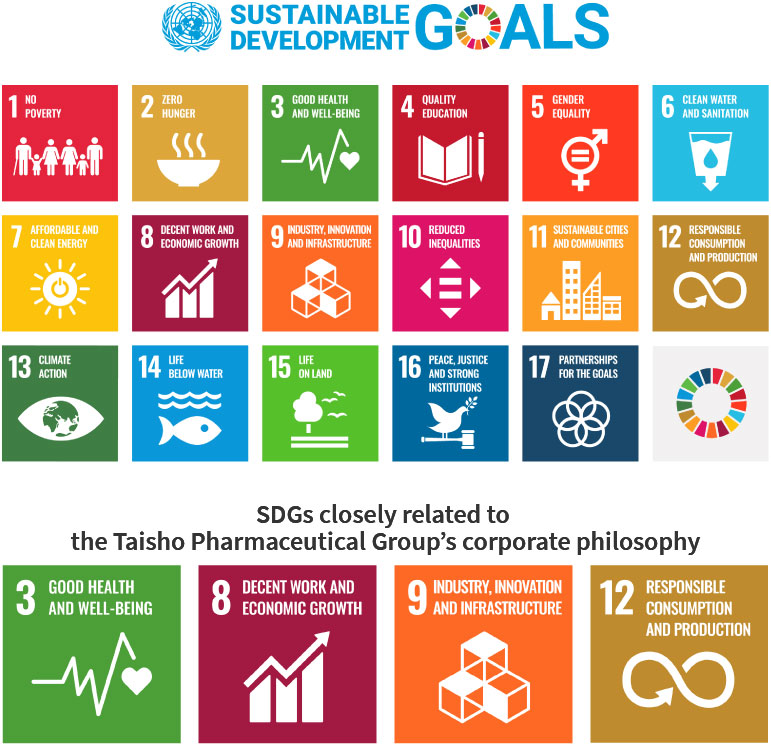 SUSTAINABLE
DEVELOPMENT
GOALS
1 NO
POVERTY
2 ZERO
HUNGER
3 GOOD HEALTH
AND WELL-BEING
4 QUALITY
EDUCATION
5 GENDER
EQUALITY
6 CLEAN WATER
AND SANITATION
7 AFFORDABLE AND
CLEAN ENERGY
8 DECENT WORK AND
ECONOMIC GROWTH
9 INDUSTRY, INNOVATION
AND INFRASTRUCTURE
10 REDUCED
INEQUALITIES
11 SUSTAINABLE CITIES
AND COMMUNITIES
12 RESPONSIBLE
CONSUMPTION
AND PRODUCTION
13 CLIMATE
ACTION
14 LIFE
BELOW WATER
15 LIFE
ON LAND
16 PEACE, JUSTICE
AND STRONG
INSTITUTIONS
17 PARTNERSHIPS
FOR THE GOALS
SDGs closely related to
the Taisho Pharmaceutical Group’s corporate philosophy
3 GOOD HEALTH
AND WELL-BEING
8 DECENT WORK AND
ECONOMIC GROWTH
9 INDUSTRY, INNOVATION
AND INFRASTRUCTURE
12 RESPONSIBLE
CONSUMPTION
AND PRODUCTION